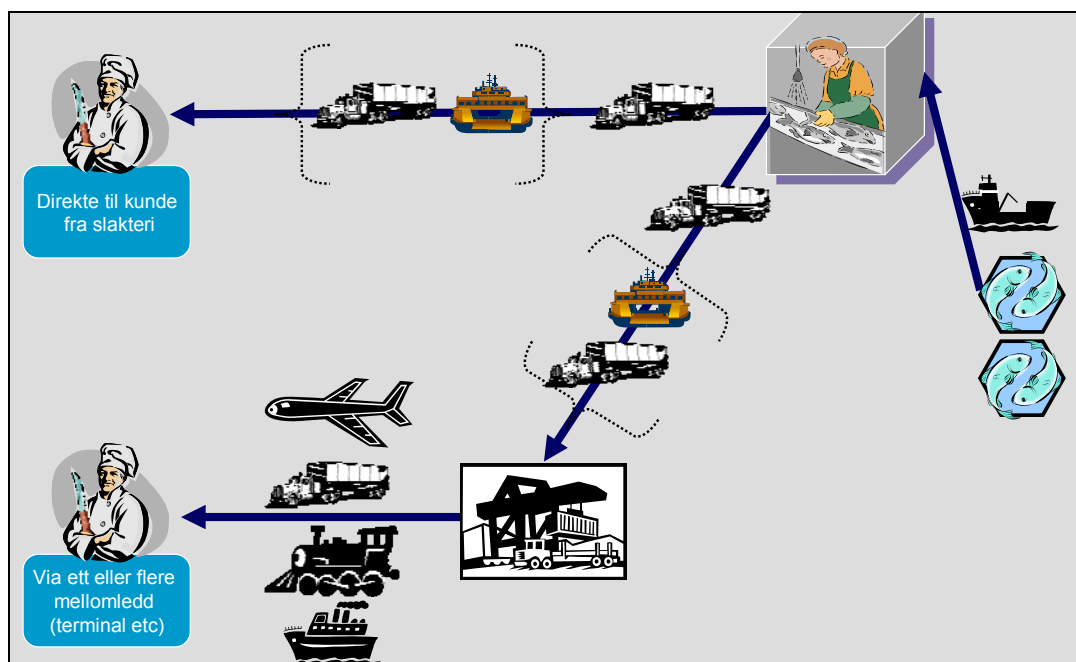 Direkte til kunde
fra slakteri
Via ett eller flere
mellomledd
(terminal etc)